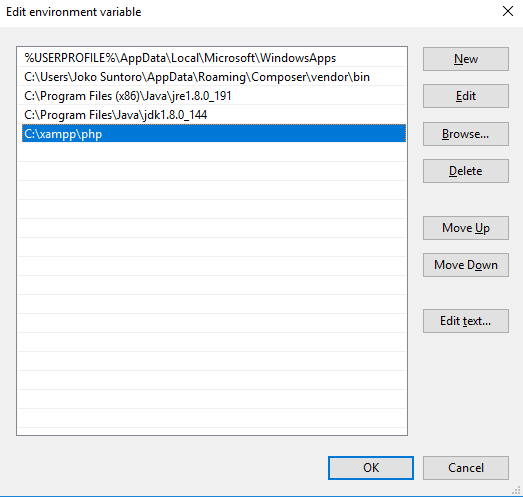 Edit environment variable
%USERPROFILE%\AppData\Local\Microsoft\WindowsApps
C:\Users\Joko Suntoro\AppData\Roaming\Composer\vendor\bin
C:\Program Files (x86)\Java\jre1.8.0_191
C:\Program Files\Java\jdk1.8.0_144
C:\xampp\php
New
Edit
Browse...
Delete
Move Up
Move Down
Edit text...
OK
Cancel